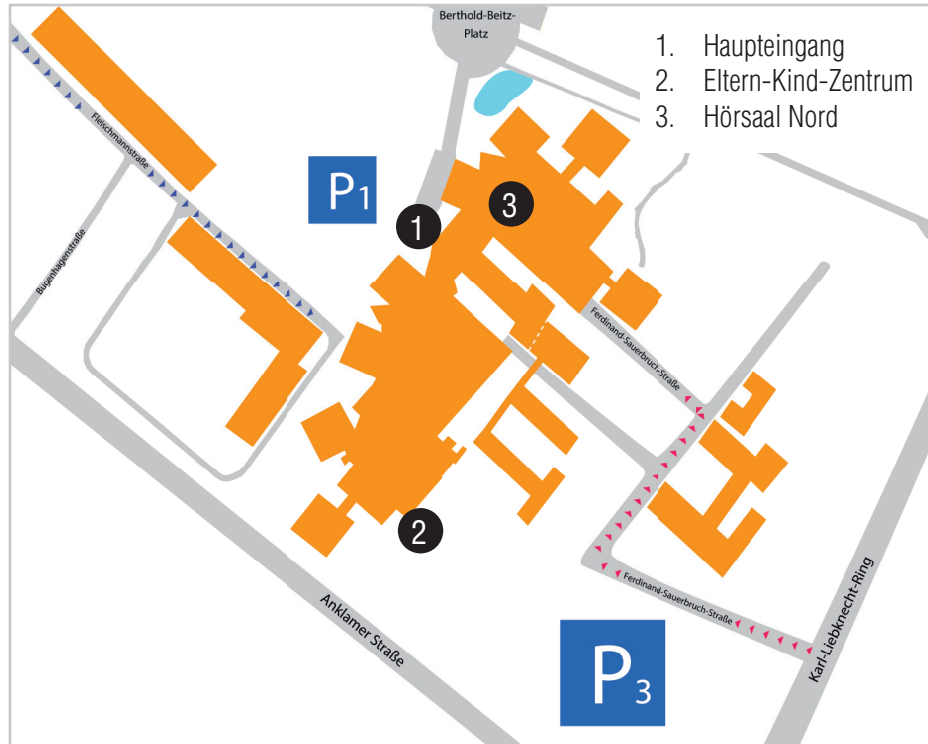 Berthold-Beitz-
Platz
1. Haupteingang
2. Eltern-Kind-Zentrum
3. Hörsaal Nord
Fleischmannstraße
P1
1
3
Bugenhagenstraße
Ferdinand-Sauerbruch-Straße
2
Ferdinand-Sauerbruch-Straße
Anklamer Straße
Karl-Liebknecht-Ring
P3